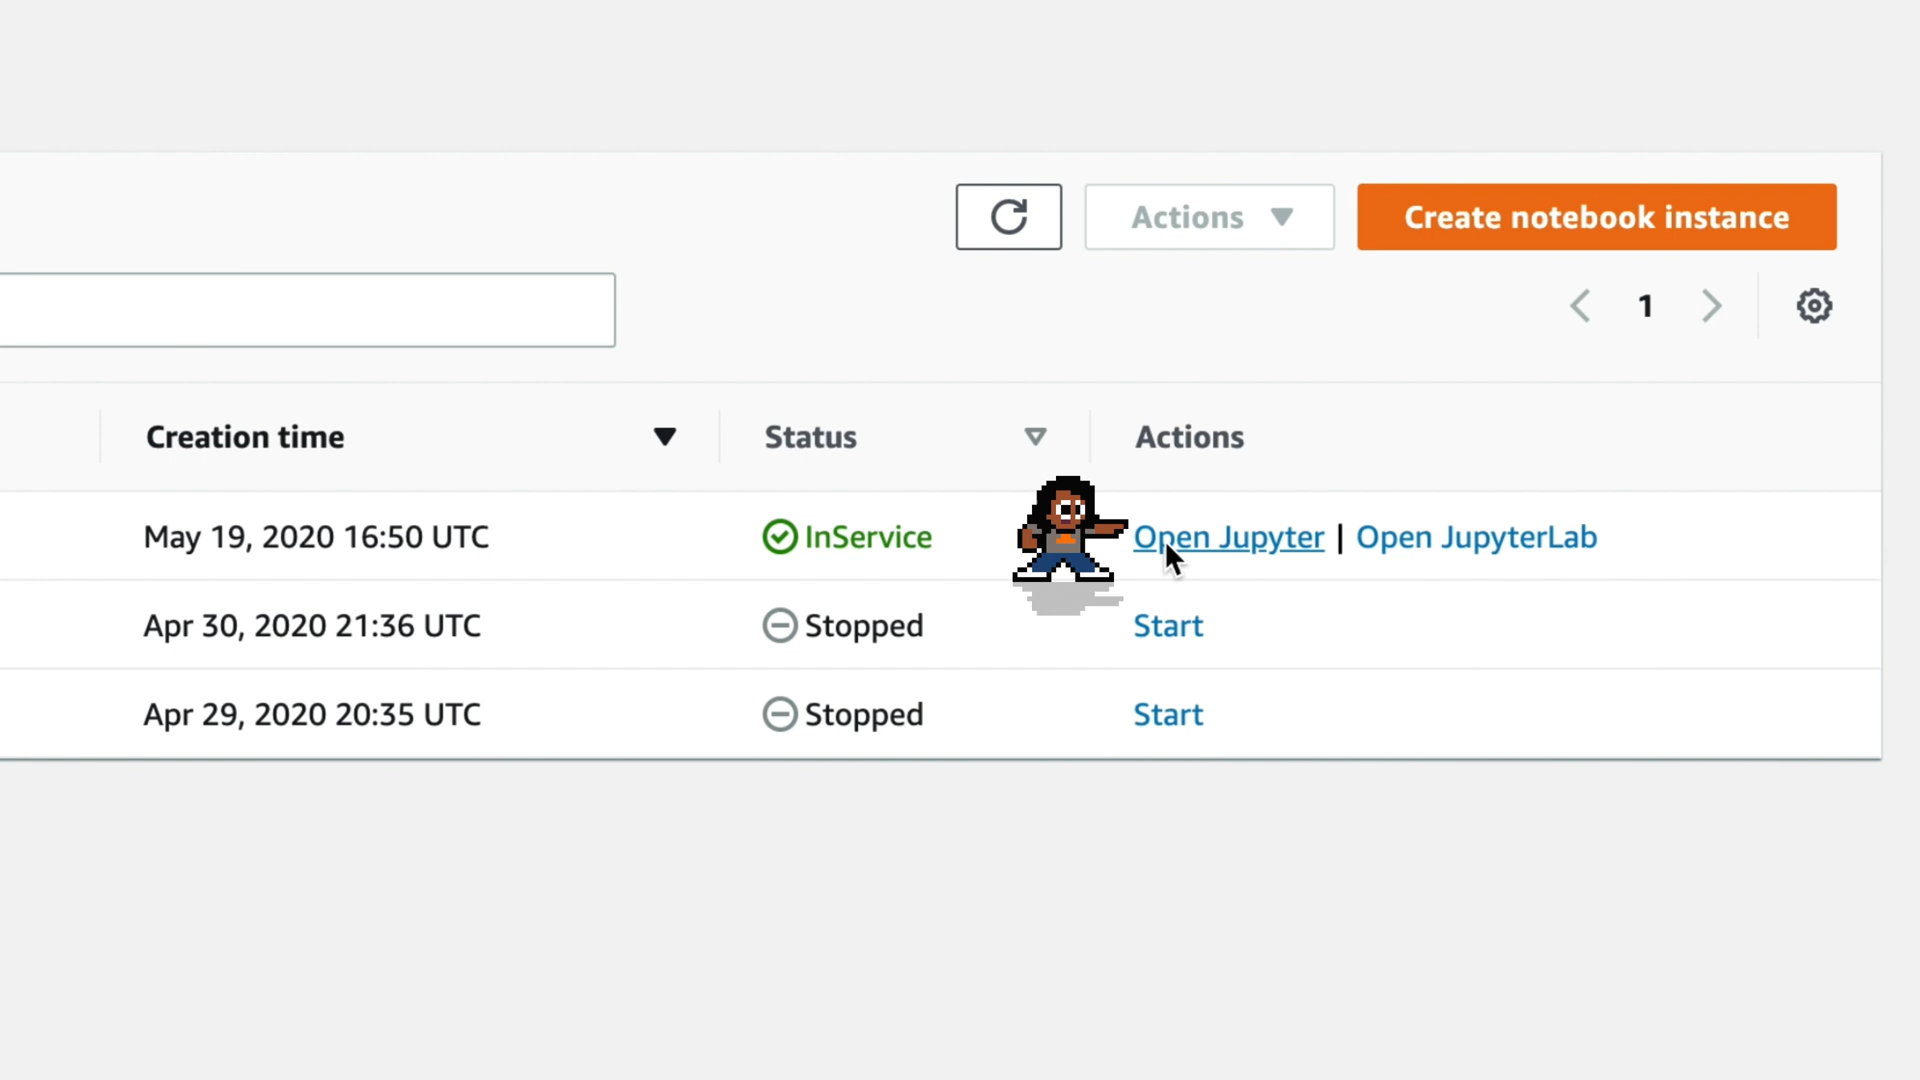 Actions
Create notebook instance
1
Creation time Status Actions
May 19, 2020 16:50 UTC InService Open Jupyter | Open JupyterLab
Apr 30, 2020 21:36 UTC Stopped Start
Apr 29, 2020 20:35 UTC Stopped Start